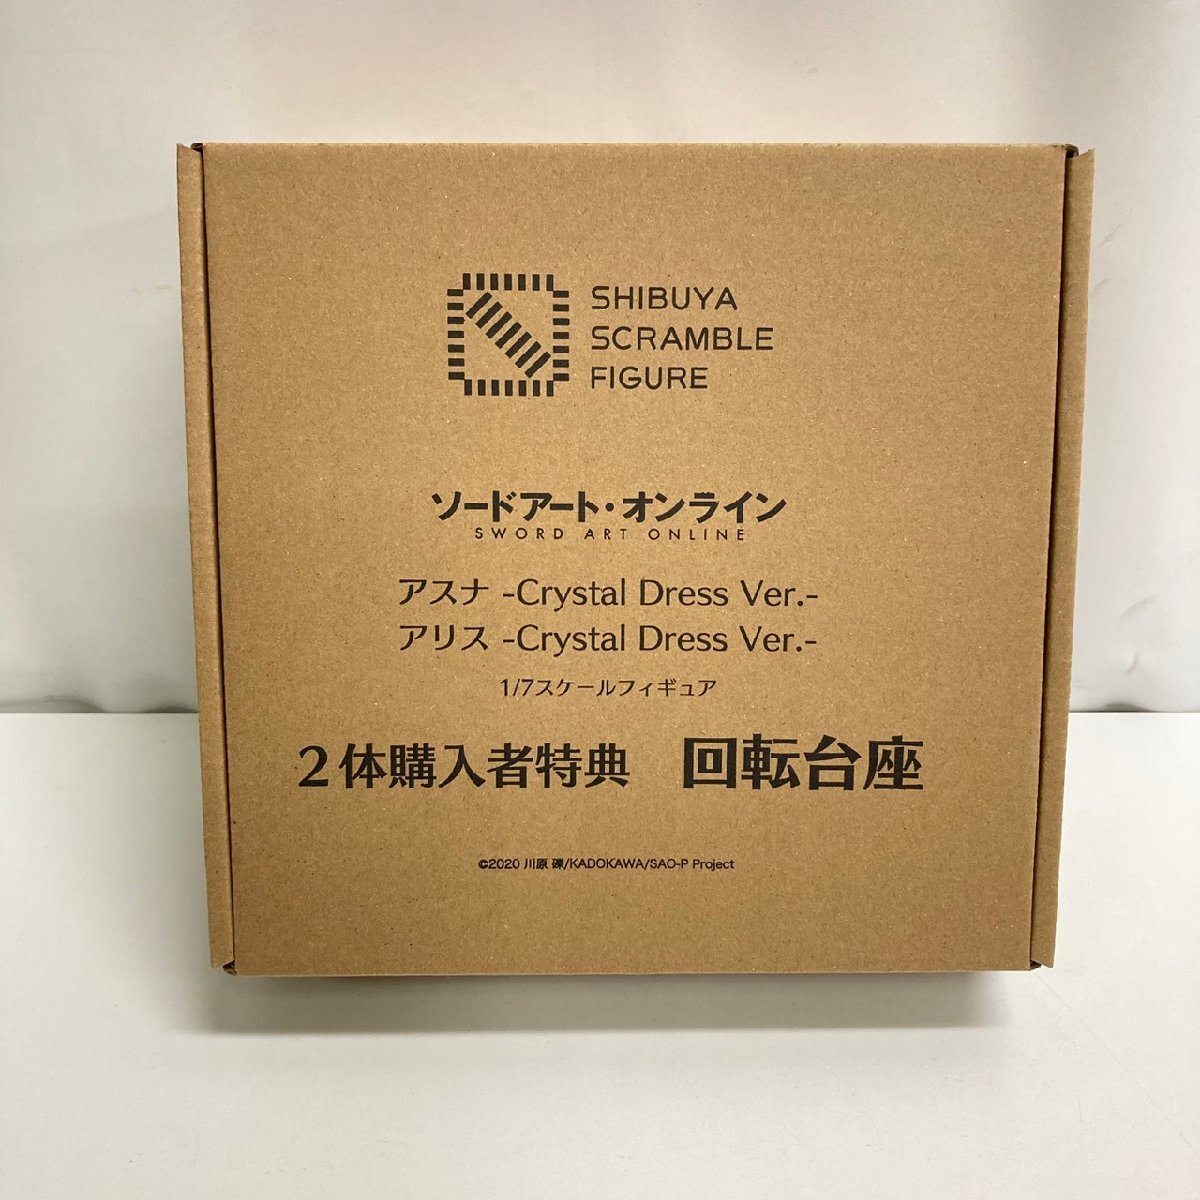 SHIBUYA
SCRAMBLE
FIGURE
ソードアート・オンライン
SWORD ART ONLINE
アスナ -Crystal Dress Ver.-
アリス -Crystal Dress Ver.-
1/7スケールフィギュア
2体購入者特典 回転台座
©2020 川原 礫/KADOKAWA/SAO-P Project